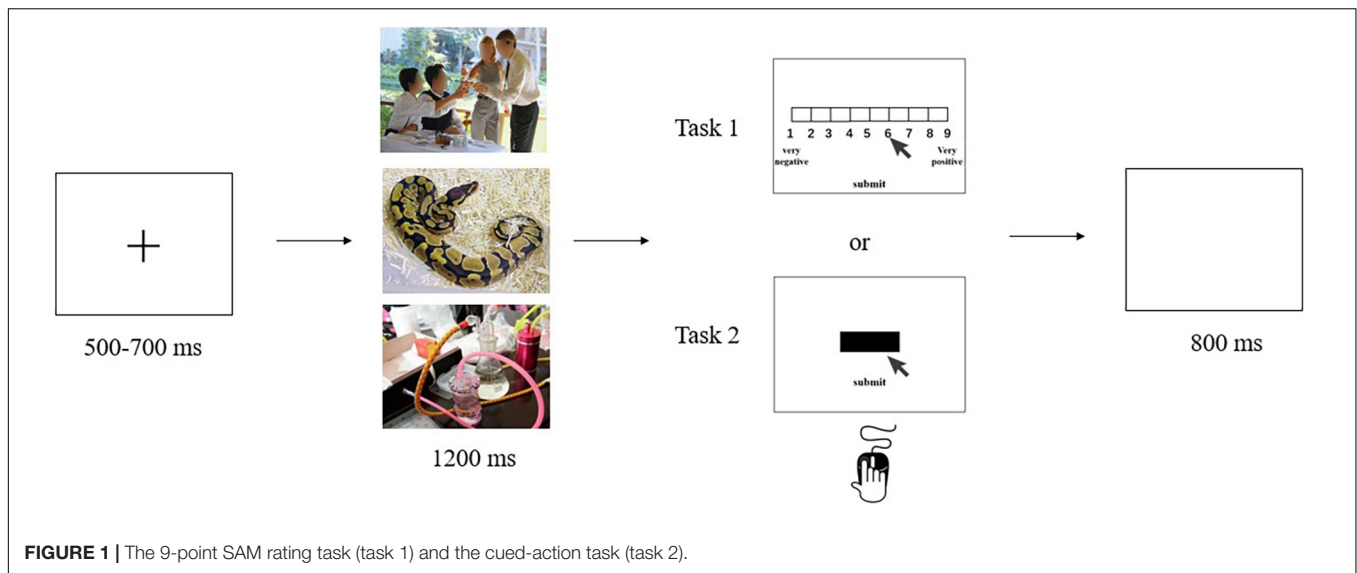 500-700 ms
1200 ms
Task 1
1 2 3 4 5 6 7 8 9
very negative
Very positive
submit
or
Task 2
submit
800 ms
FIGURE 1 | The 9-point SAM rating task (task 1) and the cued-action task (task 2).